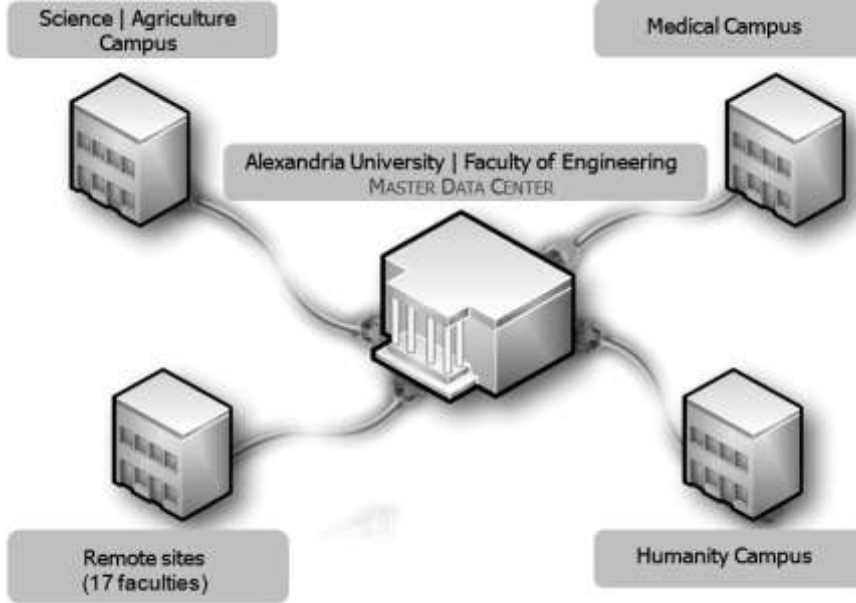 Science | Agriculture
Campus
Medical Campus
Alexandria University | Faculty of Engineering
MASTER DATA CENTER
Remote sites
(17 faculties)
Humanity Campus